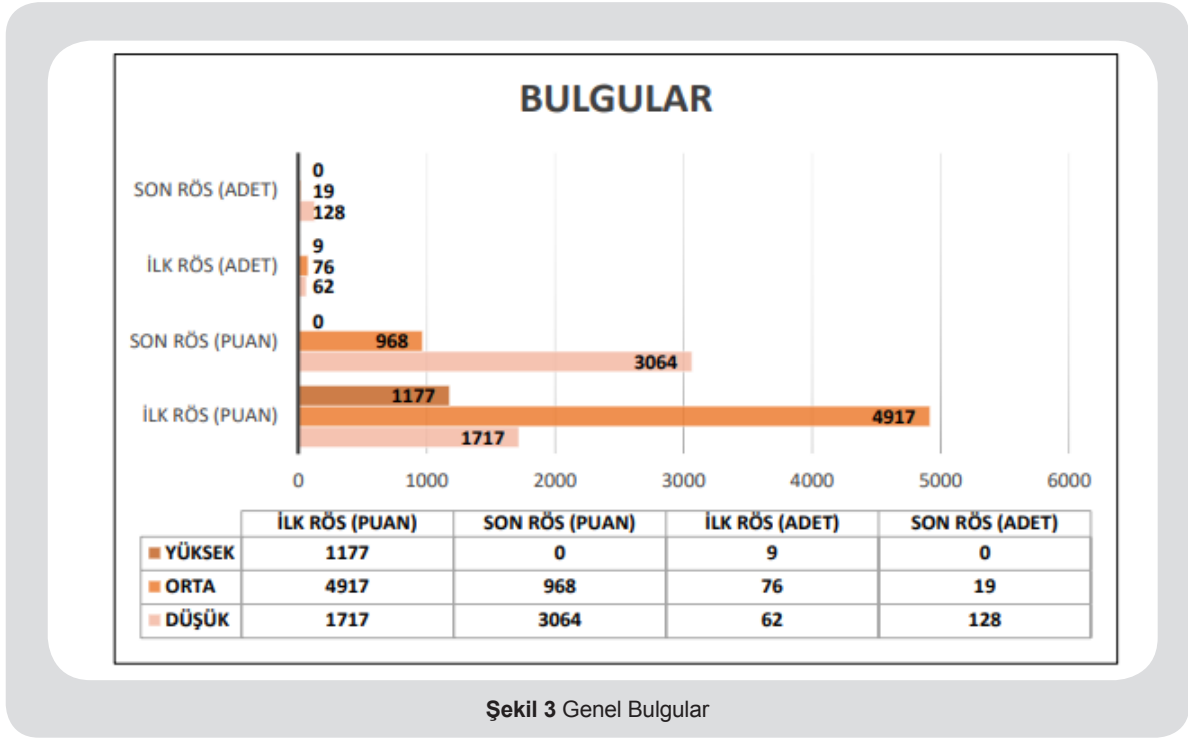 BULGULAR
SON RÖS (ADET)
0
19
128
İLK RÖS (ADET)
9
76
62
SON RÖS (PUAN)
0
968
3064
İLK RÖS (PUAN)
1177
4917
1717
0 1000 2000 3000 4000 5000 6000
İLK RÖS (PUAN) SON RÖS (PUAN) İLK RÖS (ADET) SON RÖS (ADET)
YÜKSEK 1177 0 9 0
ORTA 4917 968 76 19
DÜŞÜK 1717 3064 62 128
Şekil 3 Genel Bulgular